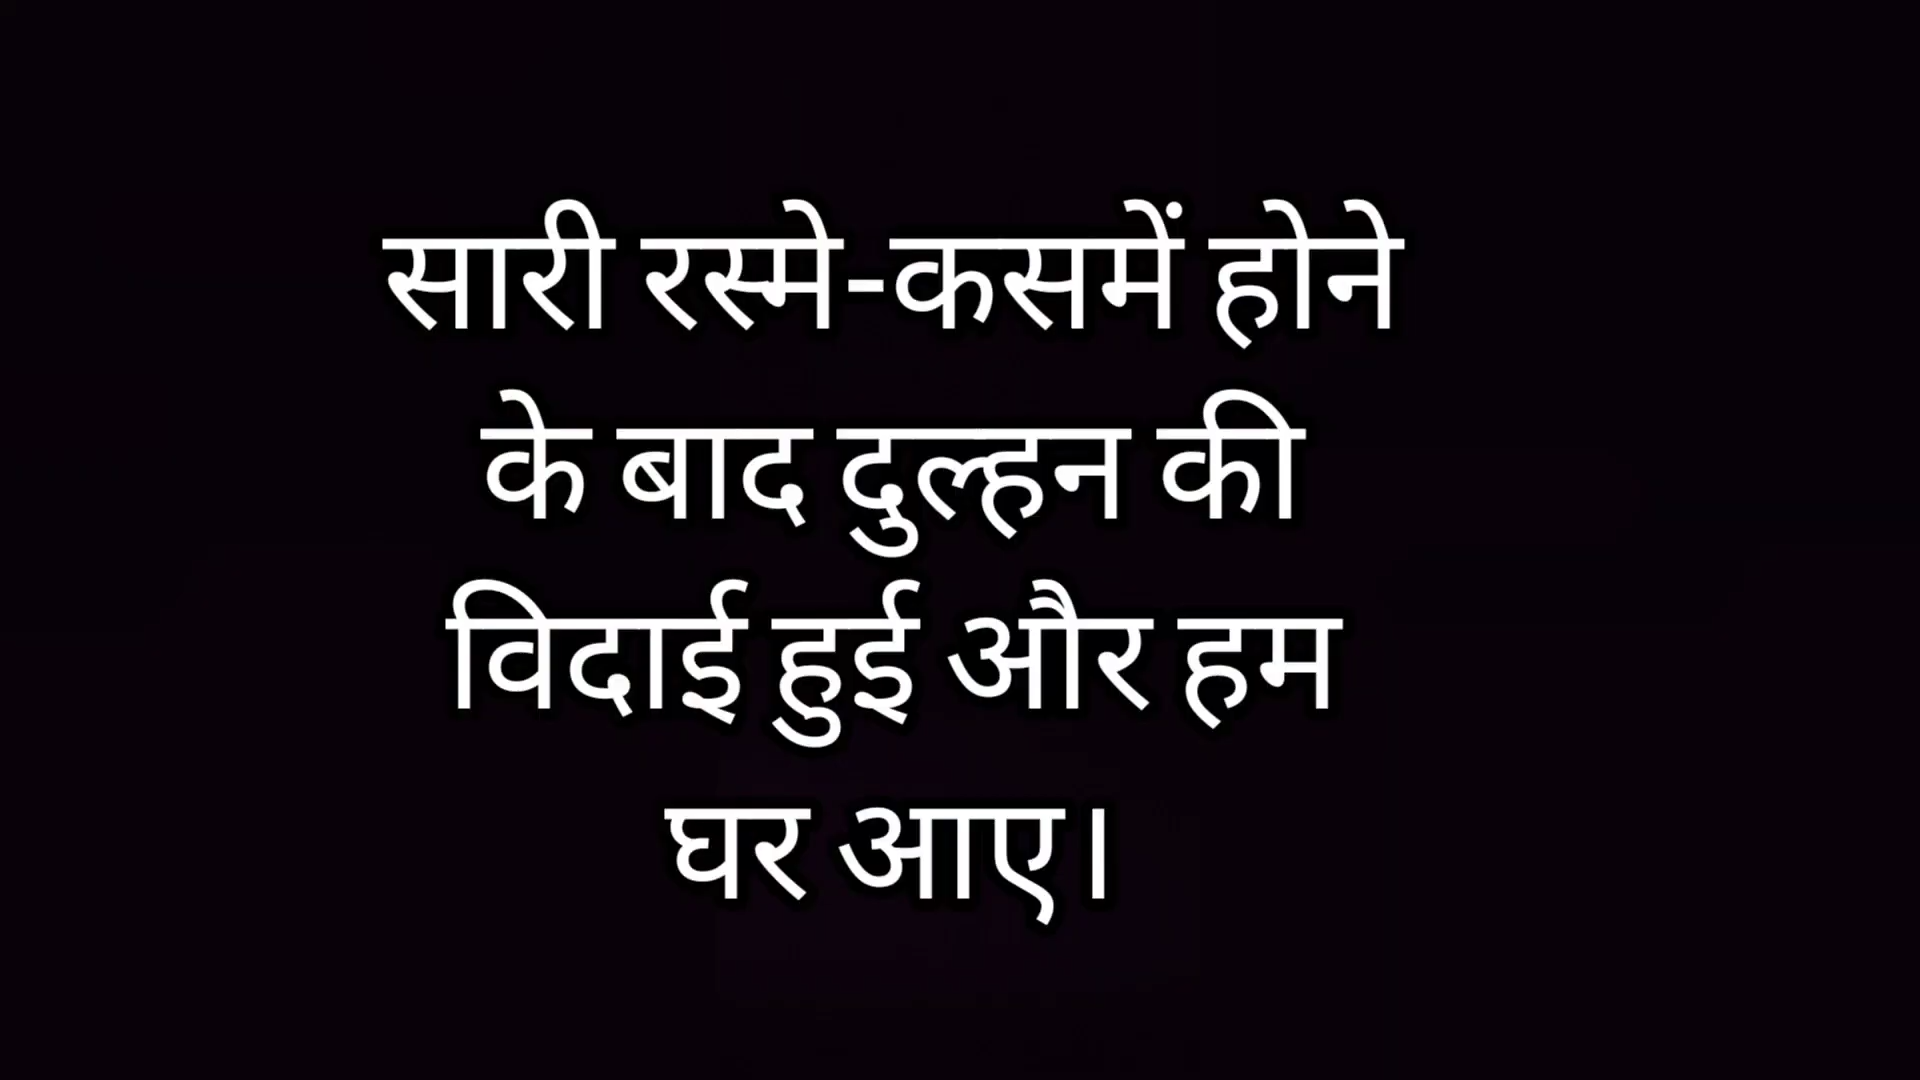 सारी रस्मे-कसमें होने
के बाद दुल्हन की
विदाई हुई और हम
घर आए।